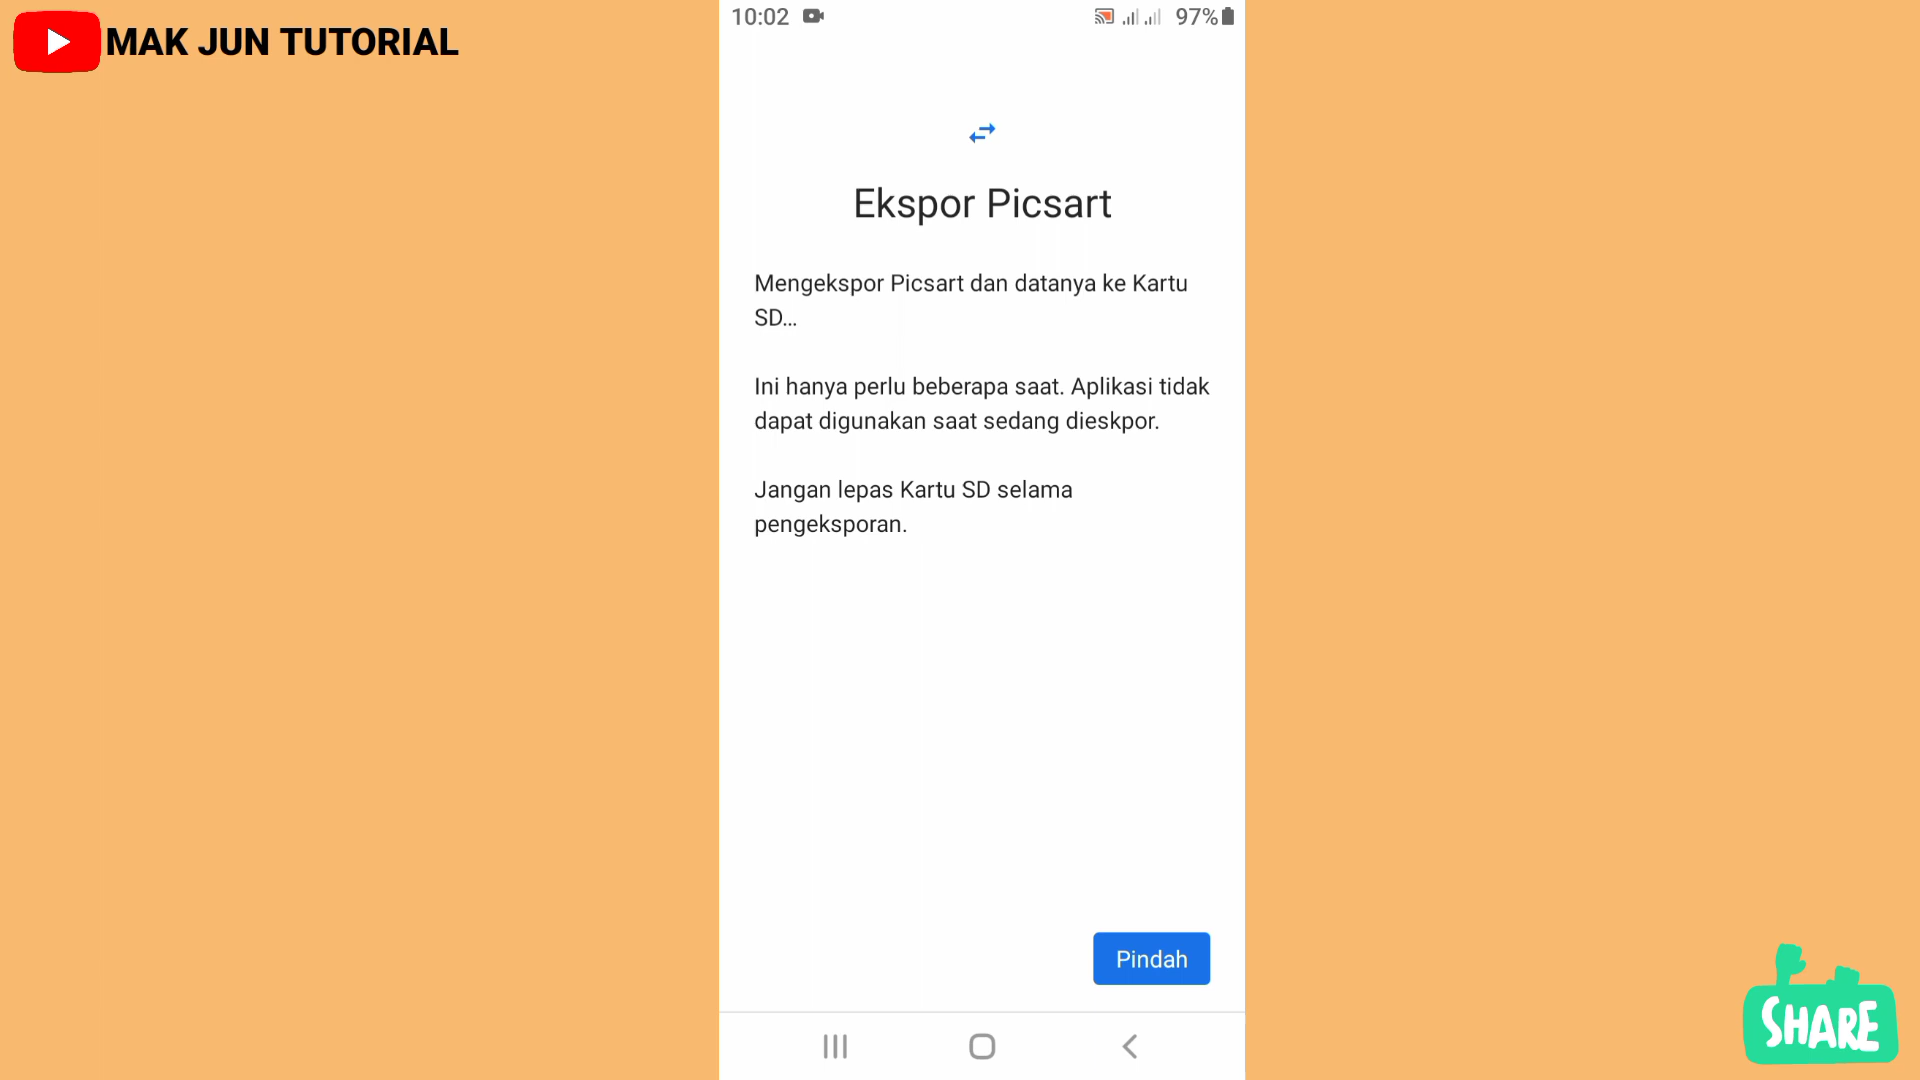 MAK JUN TUTORIAL
10:02
97%
Ekspor Picsart
Mengekspor Picsart dan datanya ke Kartu
SD...
Ini hanya perlu beberapa saat. Aplikasi tidak
dapat digunakan saat sedang dieskpor.
Jangan lepas Kartu SD selama
pengeksporan.
Pindah
SHARE